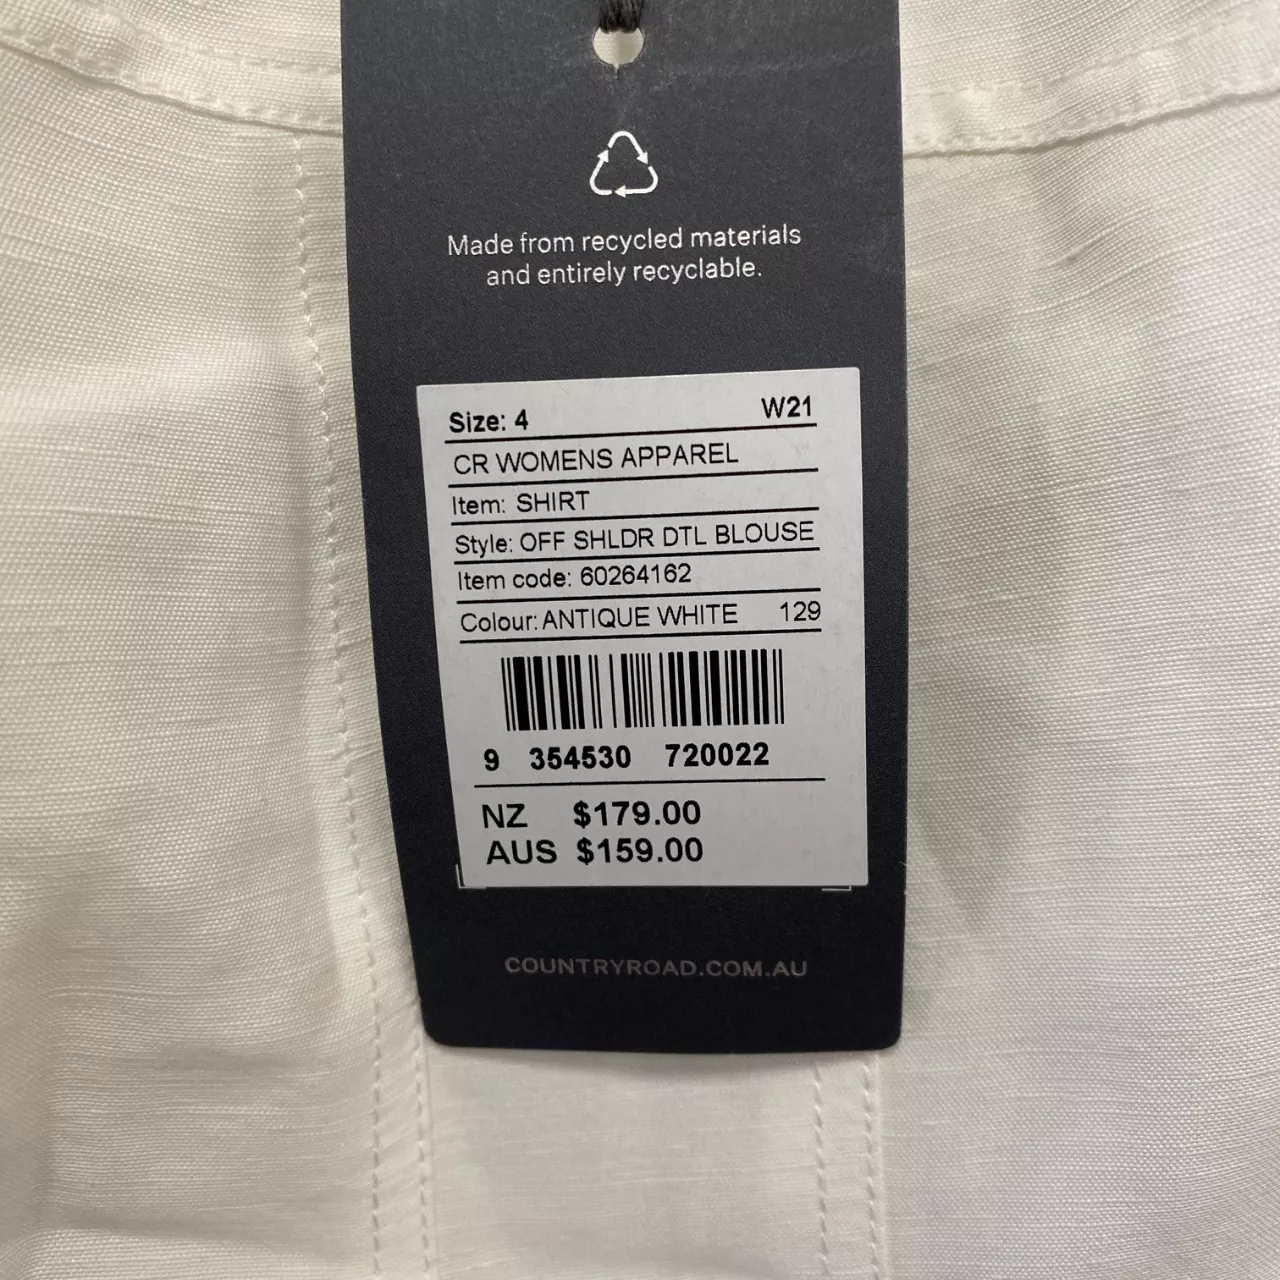 Made from recycled materials
and entirely recyclable.
Size: 4 W21
CR WOMENS APPAREL
Item: SHIRT
Style: OFF SHLDR DTL BLOUSE
Item code: 60264162
Colour: ANTIQUE WHITE 129
9 354530 720022
NZ $179.00
AUS $159.00
COUNTRYROAD.COM.AU